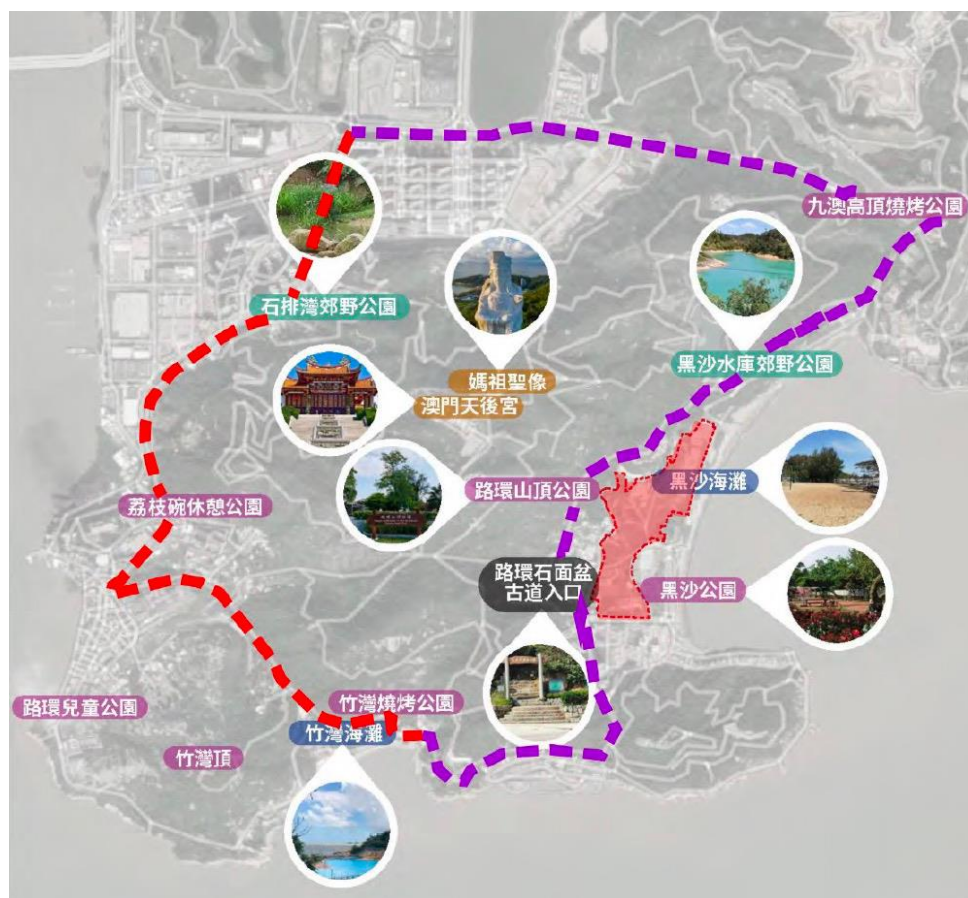 九澳高頂燒烤公園
石排灣郊野公園
黑沙水庫郊野公園
媽祖聖像
澳門天後宮
黑沙海灘
路環山頂公園
荔枝碗休憩公園
路環石面盆
古道入口
黑沙公園
竹灣燒烤公園
路環兒童公園
竹灣海灘
竹灣頂